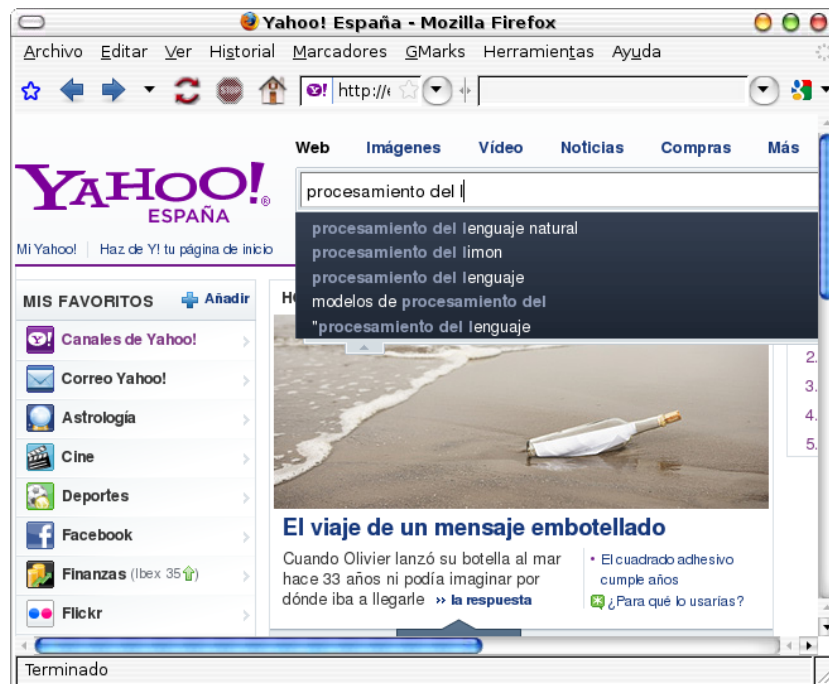 Yahoo! España - Mozilla Firefox
Archivo Editar Ver Historial Marcadores GMarks Herramientas Ayuda
Y! http://e
Web Imágenes Vídeo Noticias Compras Más
YAHOO!®
ESPAÑA
procesamiento del l
Mi Yahoo! Haz de Y! tu página de inicio
procesamiento del lenguaje natural
procesamiento del limon
procesamiento del lenguaje
modelos de procesamiento del
"procesamiento del lenguaje
MIS FAVORITOS Añadir
Canales de Yahoo!
Correo Yahoo!
Astrología
Cine
Deportes
Facebook
Finanzas (Ibex 35)
Flickr
2.
3.
4.
5.
El viaje de un mensaje embotellado
Cuando Olivier lanzó su botella al mar
hace 33 años ni podía imaginar por
dónde iba a llegarle » la respuesta
• El cuadrado adhesivo
cumple años
¿Para qué lo usarías?
Terminado